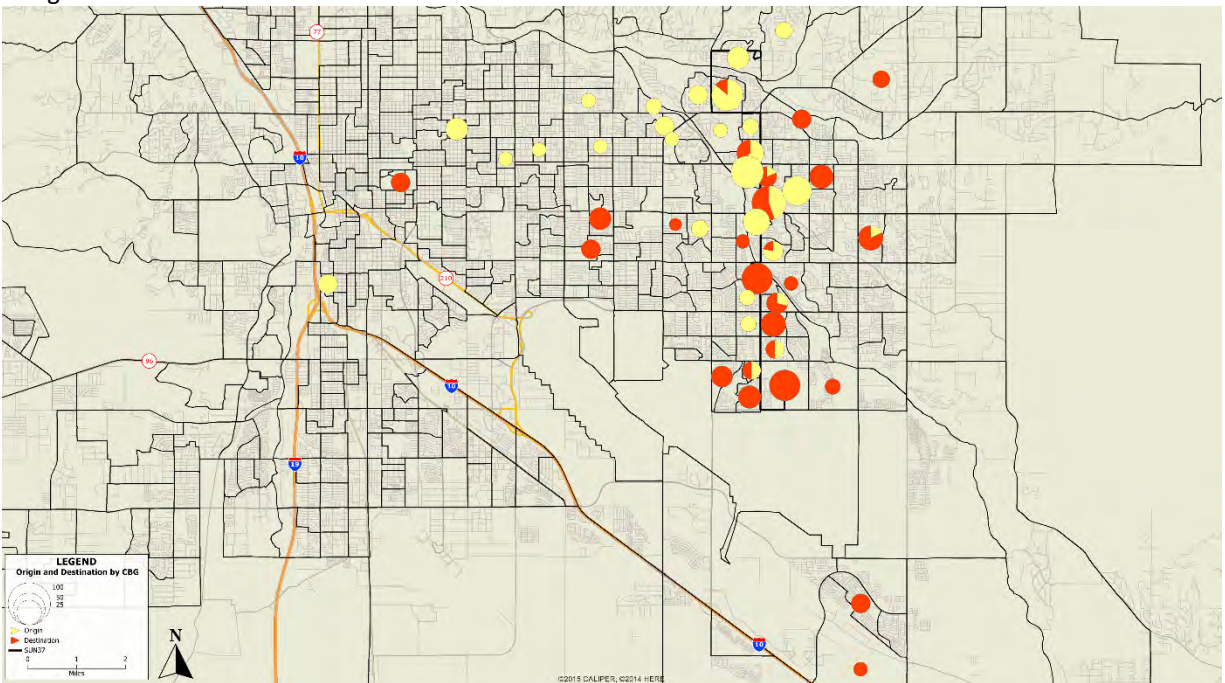 77
10
210
86
10
19
10
LEGEND
Origin and Destination by CBG
100
50
25
Origin
Destination
SUN37
0 1 2
Miles
N
©2015 CALIPER; ©2014 HERE